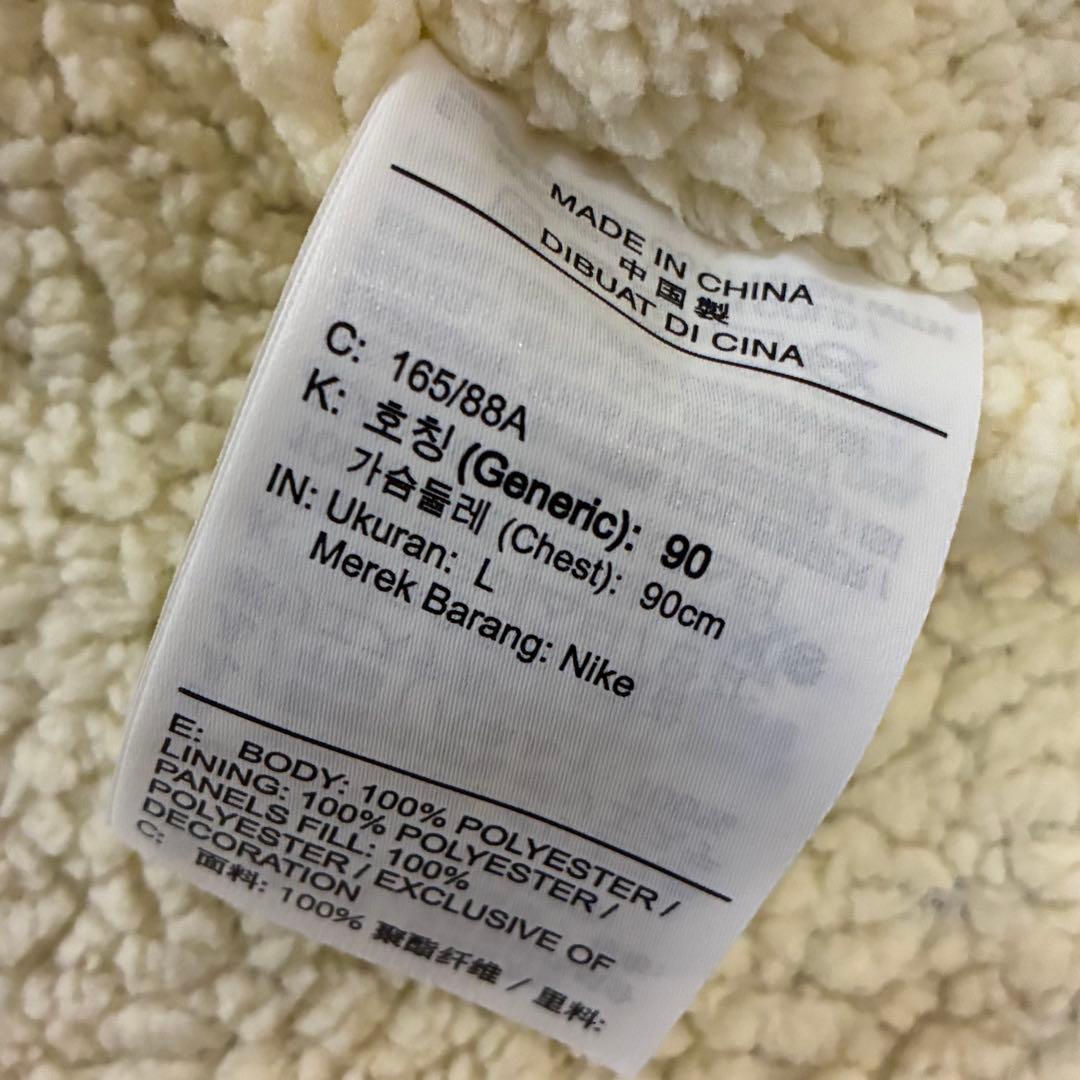 MADE IN CHINA
中国製
DIBUAT DI CINA
C: 165/88A
K: 호칭 (Generic): 90
가슴둘레 (Chest): 90cm
IN: Ukuran: L
Merek Barang: Nike
E: BODY: 100% POLYESTER /
LINING: 100% POLYESTER /
PANELS FILL: 100%
POLYESTER / EXCLUSIVE OF
DECORATION
C: 面料: 100% 聚酯纤维 / 里料: